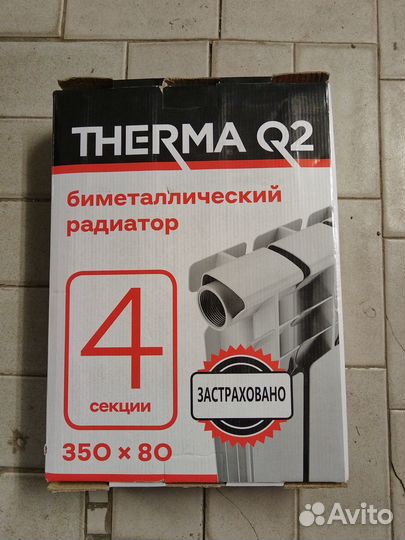 THERMA Q2
биметаллический
радиатор
4
секции
350 × 80
ЗАСТРАХОВАНО
Avito